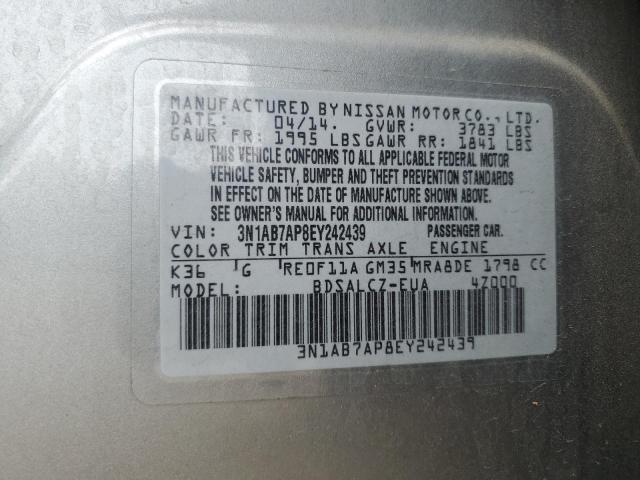 MANUFACTURED BY NISSAN MOTOR CO., LTD.
DATE: 04/14. GVWR: 3783 LBS
GAWR FR: 1995 LBS GAWR RR: 1841 LBS
THIS VEHICLE CONFORMS TO ALL APPLICABLE FEDERAL MOTOR
VEHICLE SAFETY, BUMPER AND THEFT PREVENTION STANDARDS
IN EFFECT ON THE DATE OF MANUFACTURE SHOWN ABOVE.
SEE OWNER'S MANUAL FOR ADDITIONAL INFORMATION.
VIN: 3N1AB7AP8EY242439 PASSENGER CAR.
COLOR TRIM TRANS AXLE ENGINE
K36 G RE0F11A GM35 MRA8DE 1798 CC
MODEL: BDSALCZ-EUA 4Z000
3N1AB7AP8EY242439